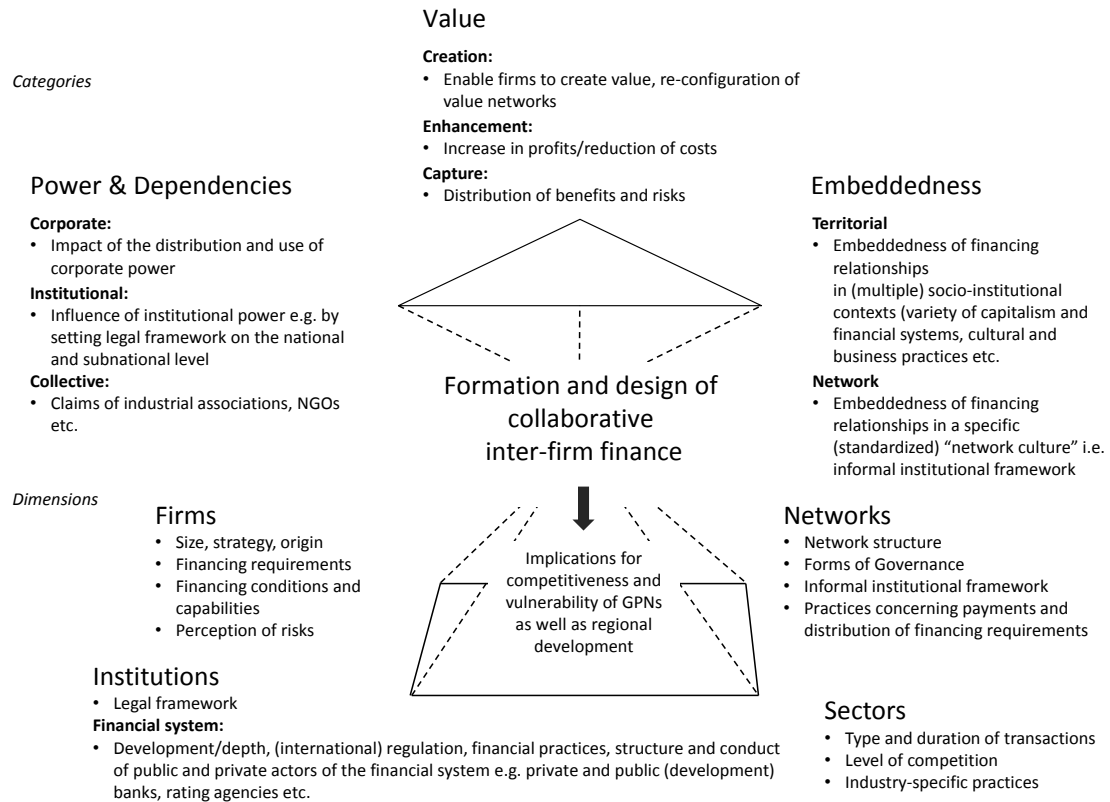 Value
Creation:
• Enable firms to create value, re-configuration of
value networks
Enhancement:
• Increase in profits/reduction of costs
Capture:
• Distribution of benefits and risks
Categories
Power & Dependencies
Corporate:
• Impact of the distribution and use of
corporate power
Institutional:
• Influence of institutional power e.g. by
setting legal framework on the national
and subnational level
Collective:
• Claims of industrial associations, NGOs
etc.
Embeddedness
Territorial
• Embeddedness of financing
relationships
in (multiple) socio-institutional
contexts (variety of capitalism and
financial systems, cultural and
business practices etc.
Network
• Embeddedness of financing
relationships in a specific
(standardized) “network culture” i.e.
informal institutional framework
Formation and design of
collaborative
inter-firm finance
Dimensions
Firms
• Size, strategy, origin
• Financing requirements
• Financing conditions and
capabilities
• Perception of risks
Implications for
competitiveness and
vulnerability of GPNs
as well as regional
development
Networks
• Network structure
• Forms of Governance
• Informal institutional framework
• Practices concerning payments and
distribution of financing requirements
Institutions
• Legal framework
Financial system:
• Development/depth, (international) regulation, financial practices, structure and conduct
of public and private actors of the financial system e.g. private and public (development)
banks, rating agencies etc.
Sectors
• Type and duration of transactions
• Level of competition
• Industry-specific practices